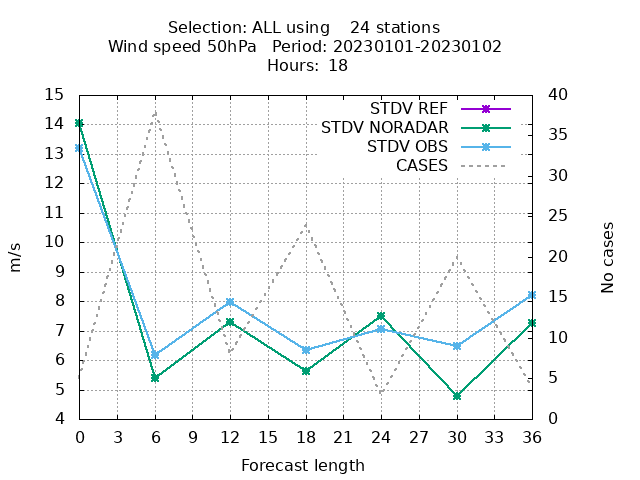 Selection: ALL using    24 stations
Wind speed 50hPa   Period: 20230101-20230102
Hours:  18
15 40
14 35
13 30
12 25
11
10 20
9 15
8 10
7 5
6 0
5
4
STDV REF
STDV NORADAR
STDV OBS
CASES
m/s
No cases
0 3 6 9 12 15 18 21 24 27 30 33 36
Forecast length